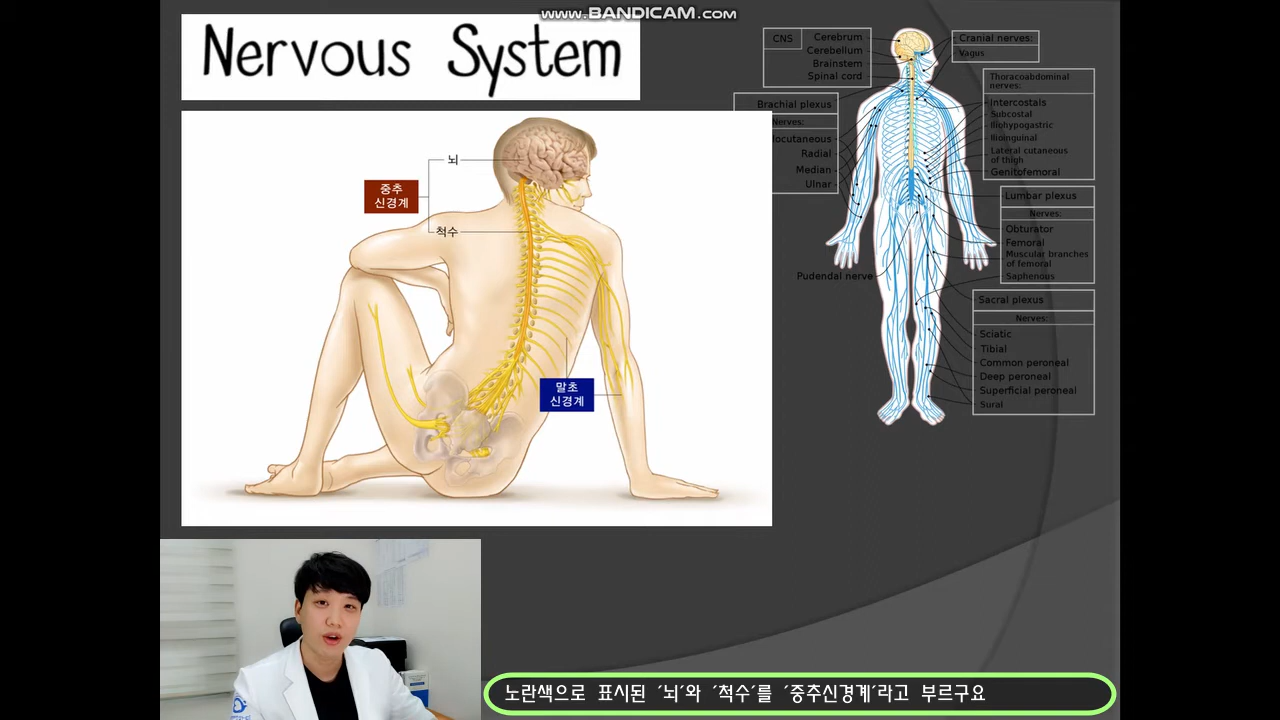 www.BANDICAM.com
Nervous System
뇌
중추
신경계
척수
말초
신경계
CNS
Cerebrum
Cerebellum
Brainstem
Spinal cord
Cranial nerves:
Vagus
Thoracoabdominal
nerves:
Intercostals
Subcostal
Iliohypogastric
Ilioinguinal
Lateral cutaneous
of thigh
Genitofemoral
Brachial plexus
Nerves:
locutaneous
Radial
Median
Ulnar
Lumbar plexus
Nerves:
Obturator
Femoral
Muscular branches
of femoral
Saphenous
Pudendal nerve
Sacral plexus
Nerves:
Sciatic
Tibial
Common peroneal
Deep peroneal
Superficial peroneal
Sural
노란색으로 표시된 '뇌'와 '척수'를 '중추신경계'라고 부르구요